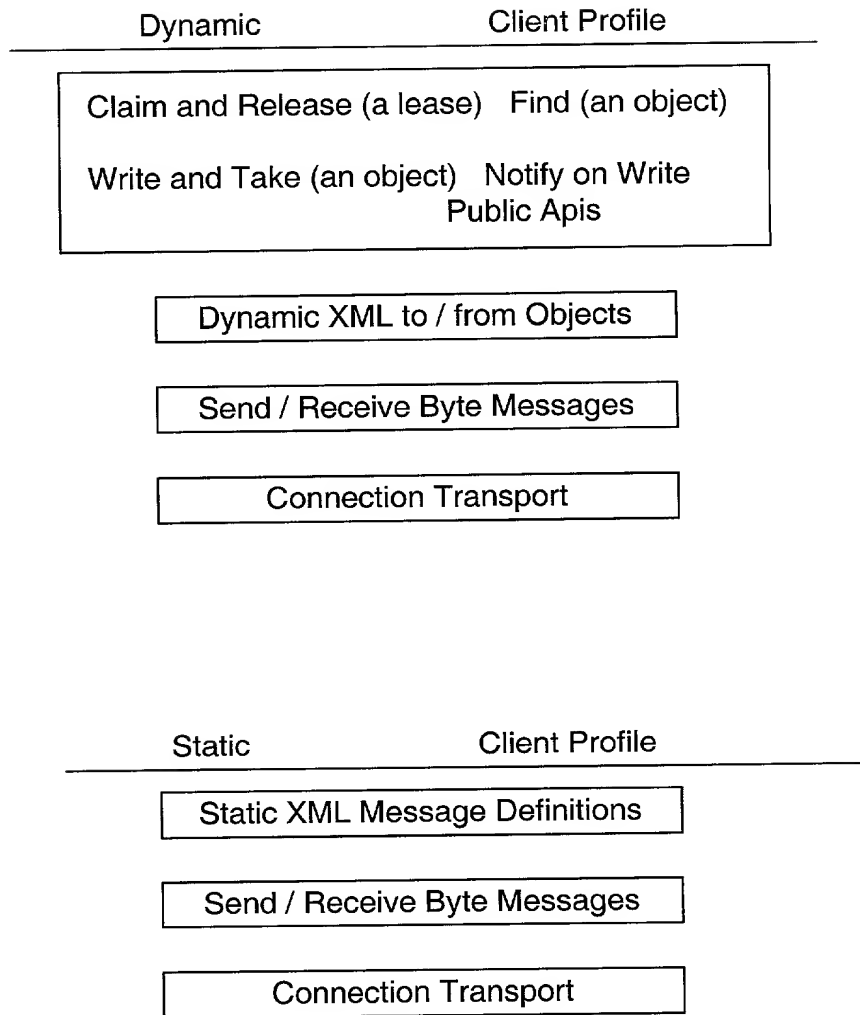 Dynamic Client Profile
Claim and Release (a lease) Find (an object)
Write and Take (an object) Notify on Write
Public Apis
Dynamic XML to / from Objects
Send / Receive Byte Messages
Connection Transport
Static Client Profile
Static XML Message Definitions
Send / Receive Byte Messages
Connection Transport